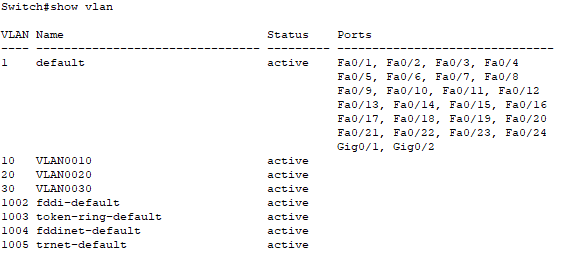 Switch#show vlan
VLAN Name                             Status    Ports
---- -------------------------------- --------- -------------------------------
1    default                          active    Fa0/1, Fa0/2, Fa0/3, Fa0/4
                                                Fa0/5, Fa0/6, Fa0/7, Fa0/8
                                                Fa0/9, Fa0/10, Fa0/11, Fa0/12
                                                Fa0/13, Fa0/14, Fa0/15, Fa0/16
                                                Fa0/17, Fa0/18, Fa0/19, Fa0/20
                                                Fa0/21, Fa0/22, Fa0/23, Fa0/24
                                                Gig0/1, Gig0/2
10   VLAN0010                         active
20   VLAN0020                         active
30   VLAN0030                         active
1002 fddi-default                     active
1003 token-ring-default               active
1004 fddinet-default                  active
1005 trnet-default                    active